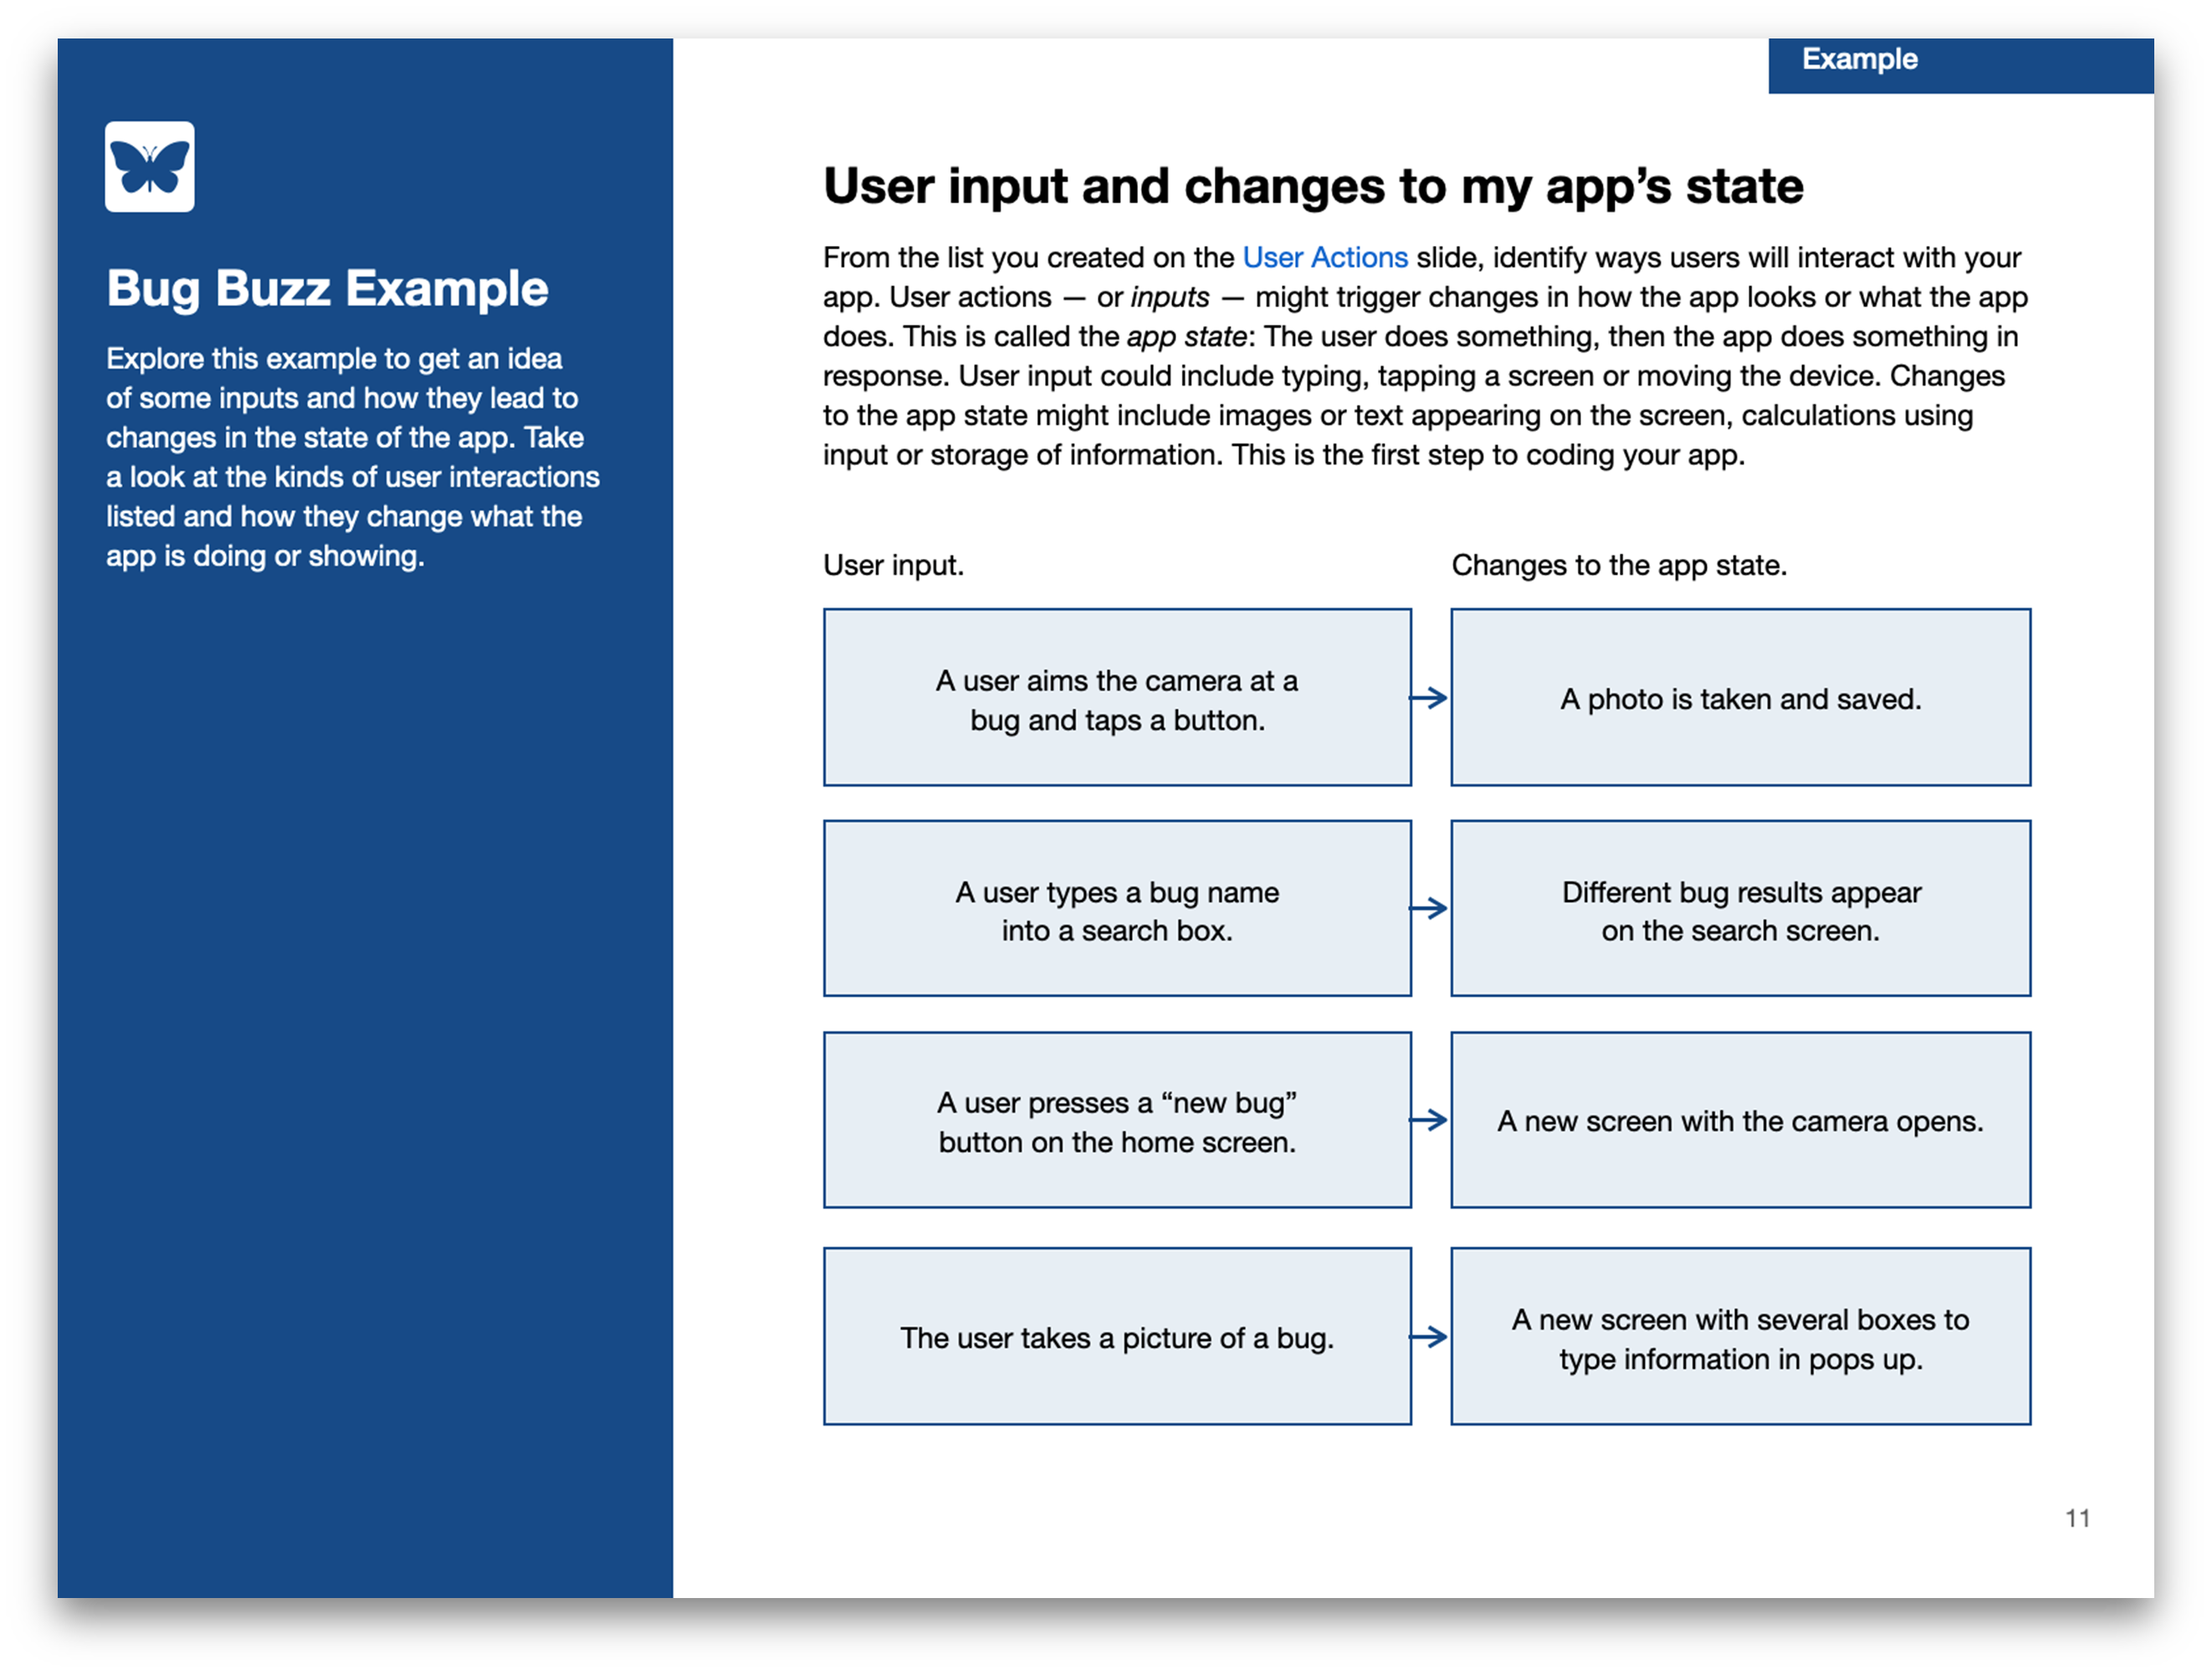 Example
Bug Buzz Example
Explore this example to get an idea
of some inputs and how they lead to
changes in the state of the app. Take
a look at the kinds of user interactions
listed and how they change what the
app is doing or showing.
User input and changes to my app’s state
From the list you created on the User Actions slide, identify ways users will interact with your
app. User actions — or inputs — might trigger changes in how the app looks or what the app
does. This is called the app state: The user does something, then the app does something in
response. User input could include typing, tapping a screen or moving the device. Changes
to the app state might include images or text appearing on the screen, calculations using
input or storage of information. This is the first step to coding your app.
User input.
Changes to the app state.
A user aims the camera at a
bug and taps a button.
A photo is taken and saved.
A user types a bug name
into a search box.
Different bug results appear
on the search screen.
A user presses a “new bug”
button on the home screen.
A new screen with the camera opens.
The user takes a picture of a bug.
A new screen with several boxes to
type information in pops up.
11